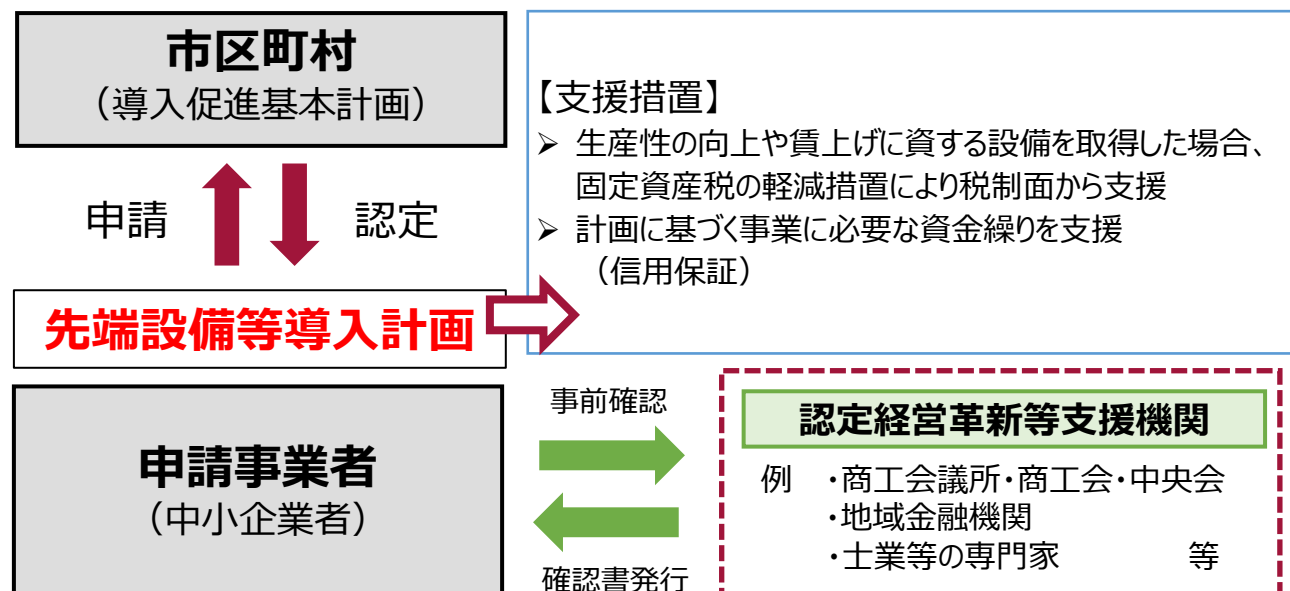 市区町村
（導入促進基本計画）
申請
認定
先端設備等導入計画
【支援措置】
➢ 生産性の向上や賃上げに資する設備を取得した場合、
固定資産税の軽減措置により税制面から支援
➢ 計画に基づく事業に必要な資金繰りを支援
（信用保証）
申請事業者
（中小企業者）
事前確認
確認書発行
認定経営革新等支援機関
例 ・商工会議所・商工会・中央会
・地域金融機関
・士業等の専門家 等